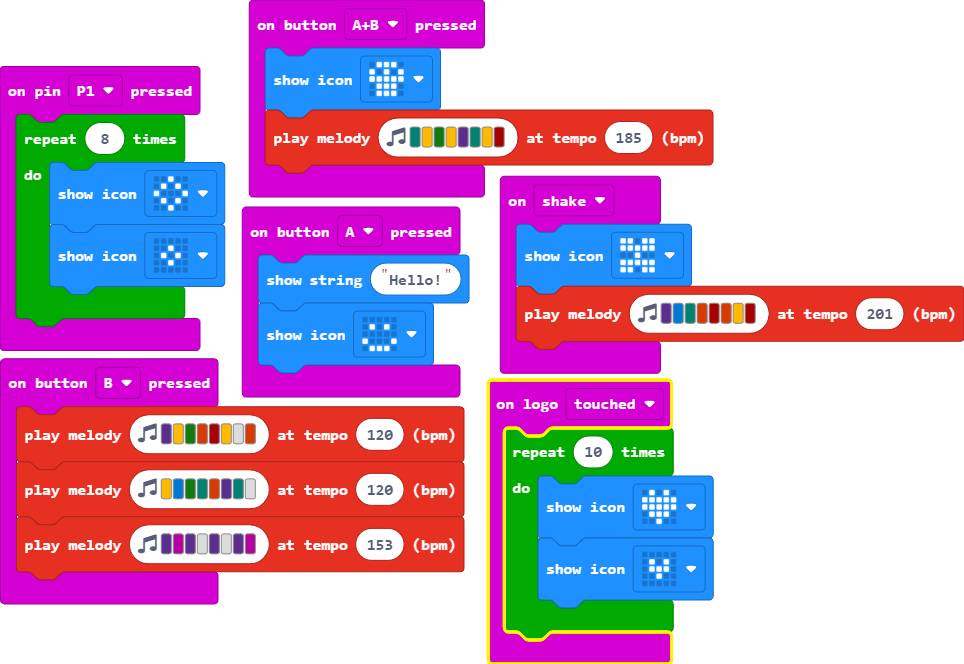 on button A+B pressed
show icon
play melody at tempo 185 (bpm)
on pin P1 pressed
repeat 8 times
do
show icon
show icon
on shake
show icon
play melody at tempo 201 (bpm)
on button A pressed
show string "Hello!"
show icon
on button B pressed
play melody at tempo 120 (bpm)
play melody at tempo 120 (bpm)
play melody at tempo 153 (bpm)
on logo touched
repeat 10 times
do
show icon
show icon